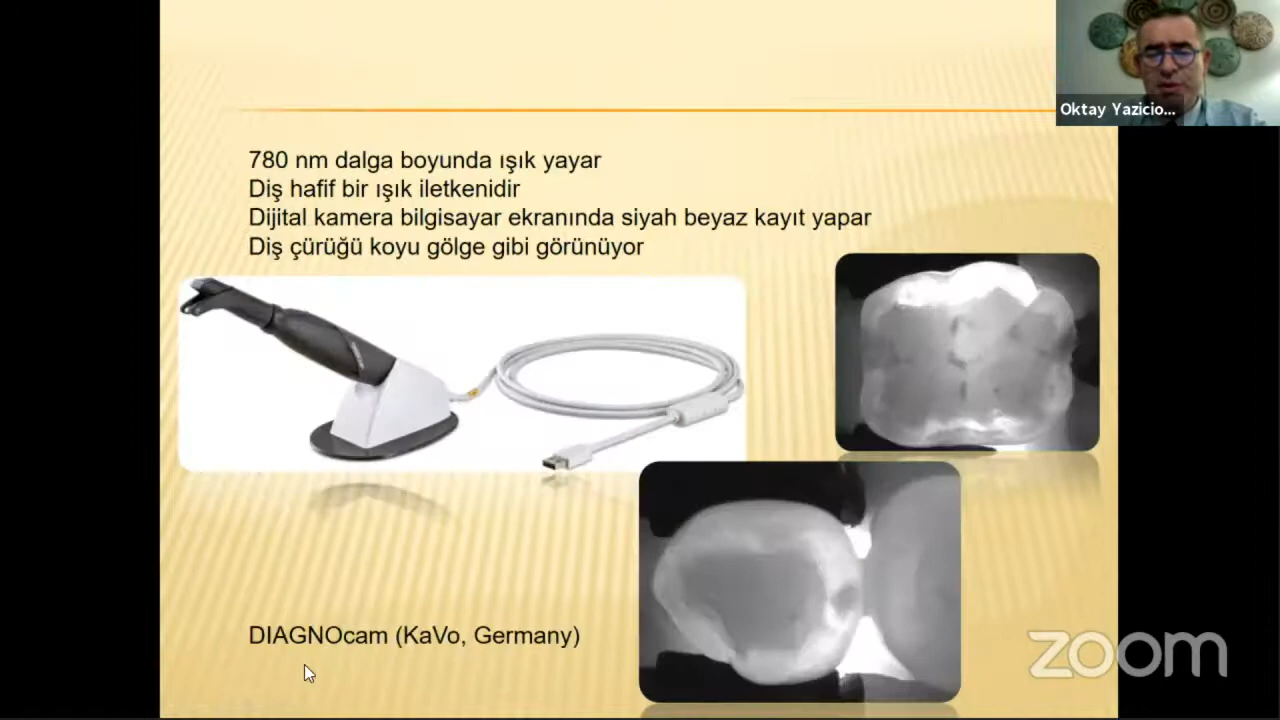 Oktay Yazicio...
780 nm dalga boyunda ışık yayar
Diş hafif bir ışık iletkenidir
Dijital kamera bilgisayar ekranında siyah beyaz kayıt yapar
Diş çürüğü koyu gölge gibi görünüyor
DIAGNOcam (KaVo, Germany)
zoom